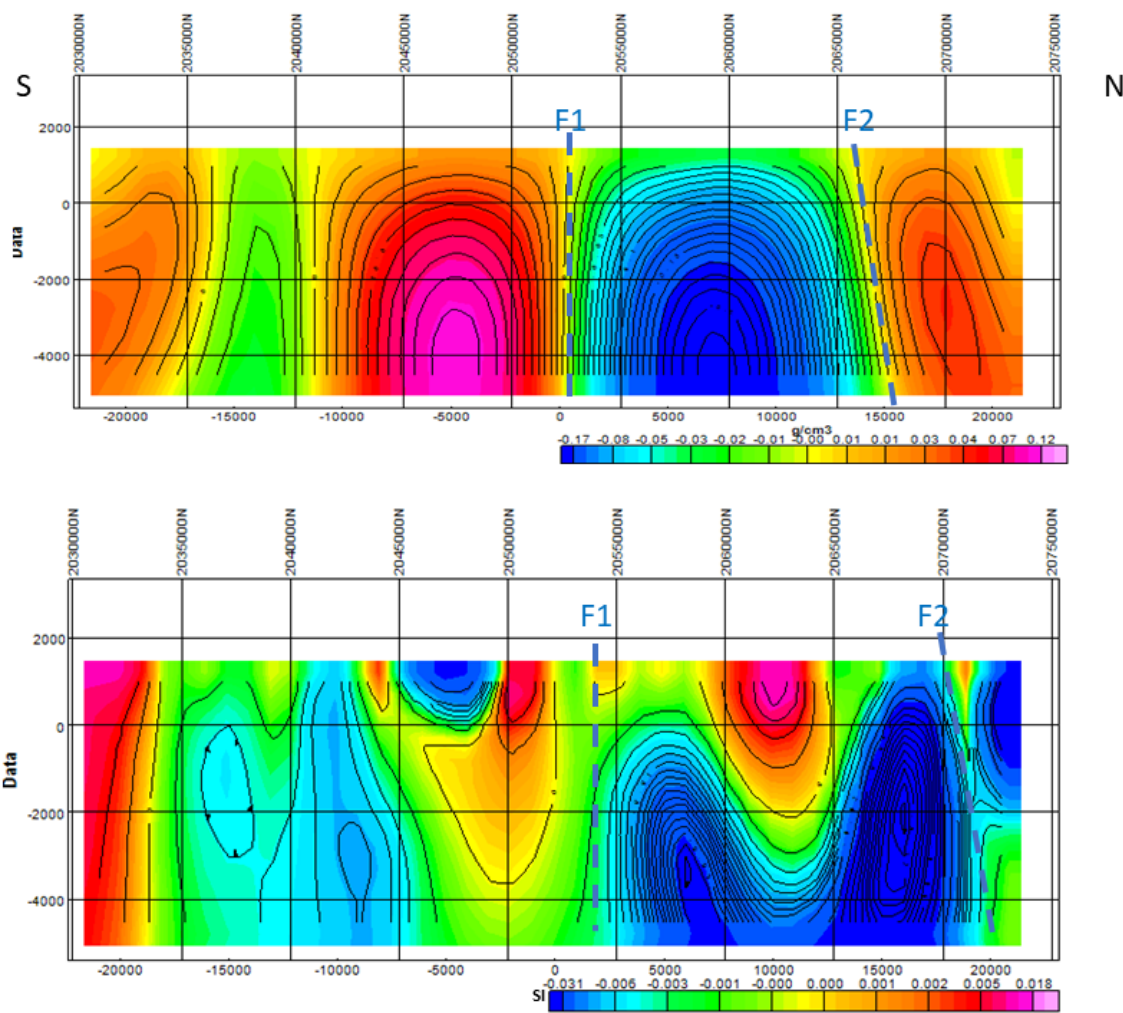 2030000N 2035000N 2040000N 2045000N 2050000N 2055000N 2060000N 2065000N 2070000N 2075000N
S N
F1 F2
2000
0
Data
-2000
-4000
-20000 -15000 -10000 -5000 0 5000 10000 15000 20000
g/cm3
-0.17 -0.08 -0.05 -0.03 -0.02 -0.01 -0.00 0.01 0.01 0.03 0.04 0.07 0.12
2030000N 2035000N 2040000N 2045000N 2050000N 2055000N 2060000N 2065000N 2070000N 2075000N
F1 F2
2000
0
Data
-2000
-4000
-20000 -15000 -10000 -5000 0 5000 10000 15000 20000
SI -0.031 -0.006 -0.003 -0.001 -0.000 0.000 0.001 0.002 0.005 0.018